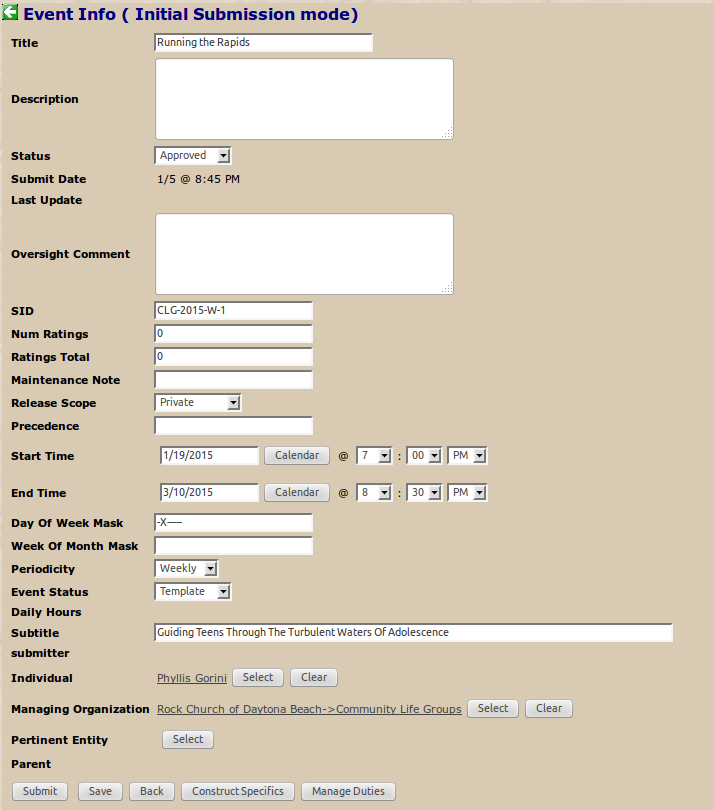 Event Info ( Initial Submission mode)
Title Running the Rapids
Description
Status Approved
Submit Date 1/5 @ 8:45 PM
Last Update
Oversight Comment
SID CLG-2015-W-1
Num Ratings 0
Ratings Total 0
Maintenance Note
Release Scope Private
Precedence
Start Time 1/19/2015 Calendar @ 7 : 00 PM
End Time 3/10/2015 Calendar @ 8 : 30 PM
Day Of Week Mask -X-----
Week Of Month Mask
Periodicity Weekly
Event Status Template
Daily Hours
Subtitle Guiding Teens Through The Turbulent Waters Of Adolescence
submitter
Individual Phyllis Gorini Select Clear
Managing Organization Rock Church of Daytona Beach->Community Life Groups Select Clear
Pertinent Entity Select
Parent
Submit Save Back Construct Specifics Manage Duties